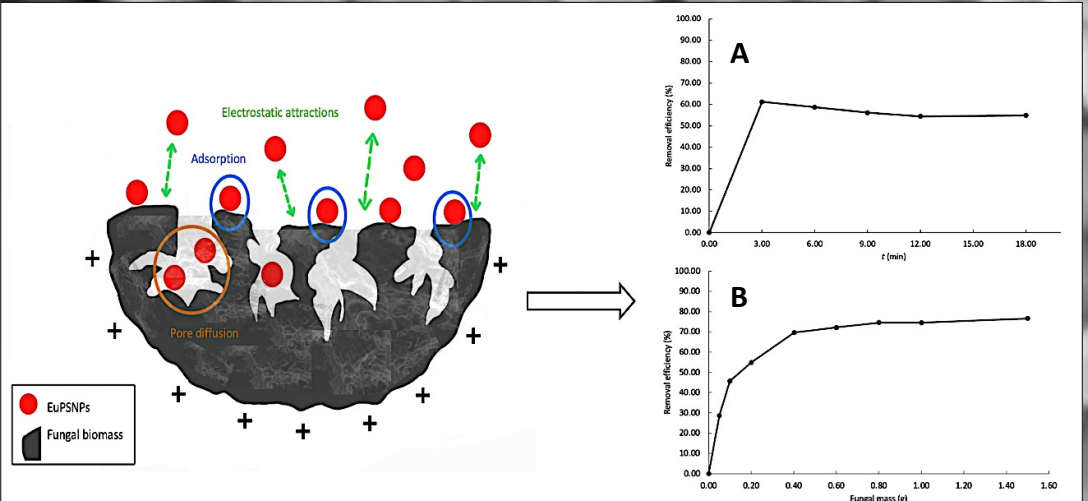 Electrostatic attractions
Adsorption
Pore diffusion
+
+
+
+
+
+
+
+
+
EuPSNPs
Fungal biomass
A
100.00
90.00
80.00
70.00
60.00
50.00
40.00
30.00
20.00
10.00
0.00
Removal efficiency (%)
0.00 3.00 6.00 9.00 12.00 15.00 18.00
t (min)
B
100.00
90.00
80.00
70.00
60.00
50.00
40.00
30.00
20.00
10.00
0.00
Removal efficiency (%)
0.00 0.20 0.40 0.60 0.80 1.00 1.20 1.40 1.60
Fungal mass (g)